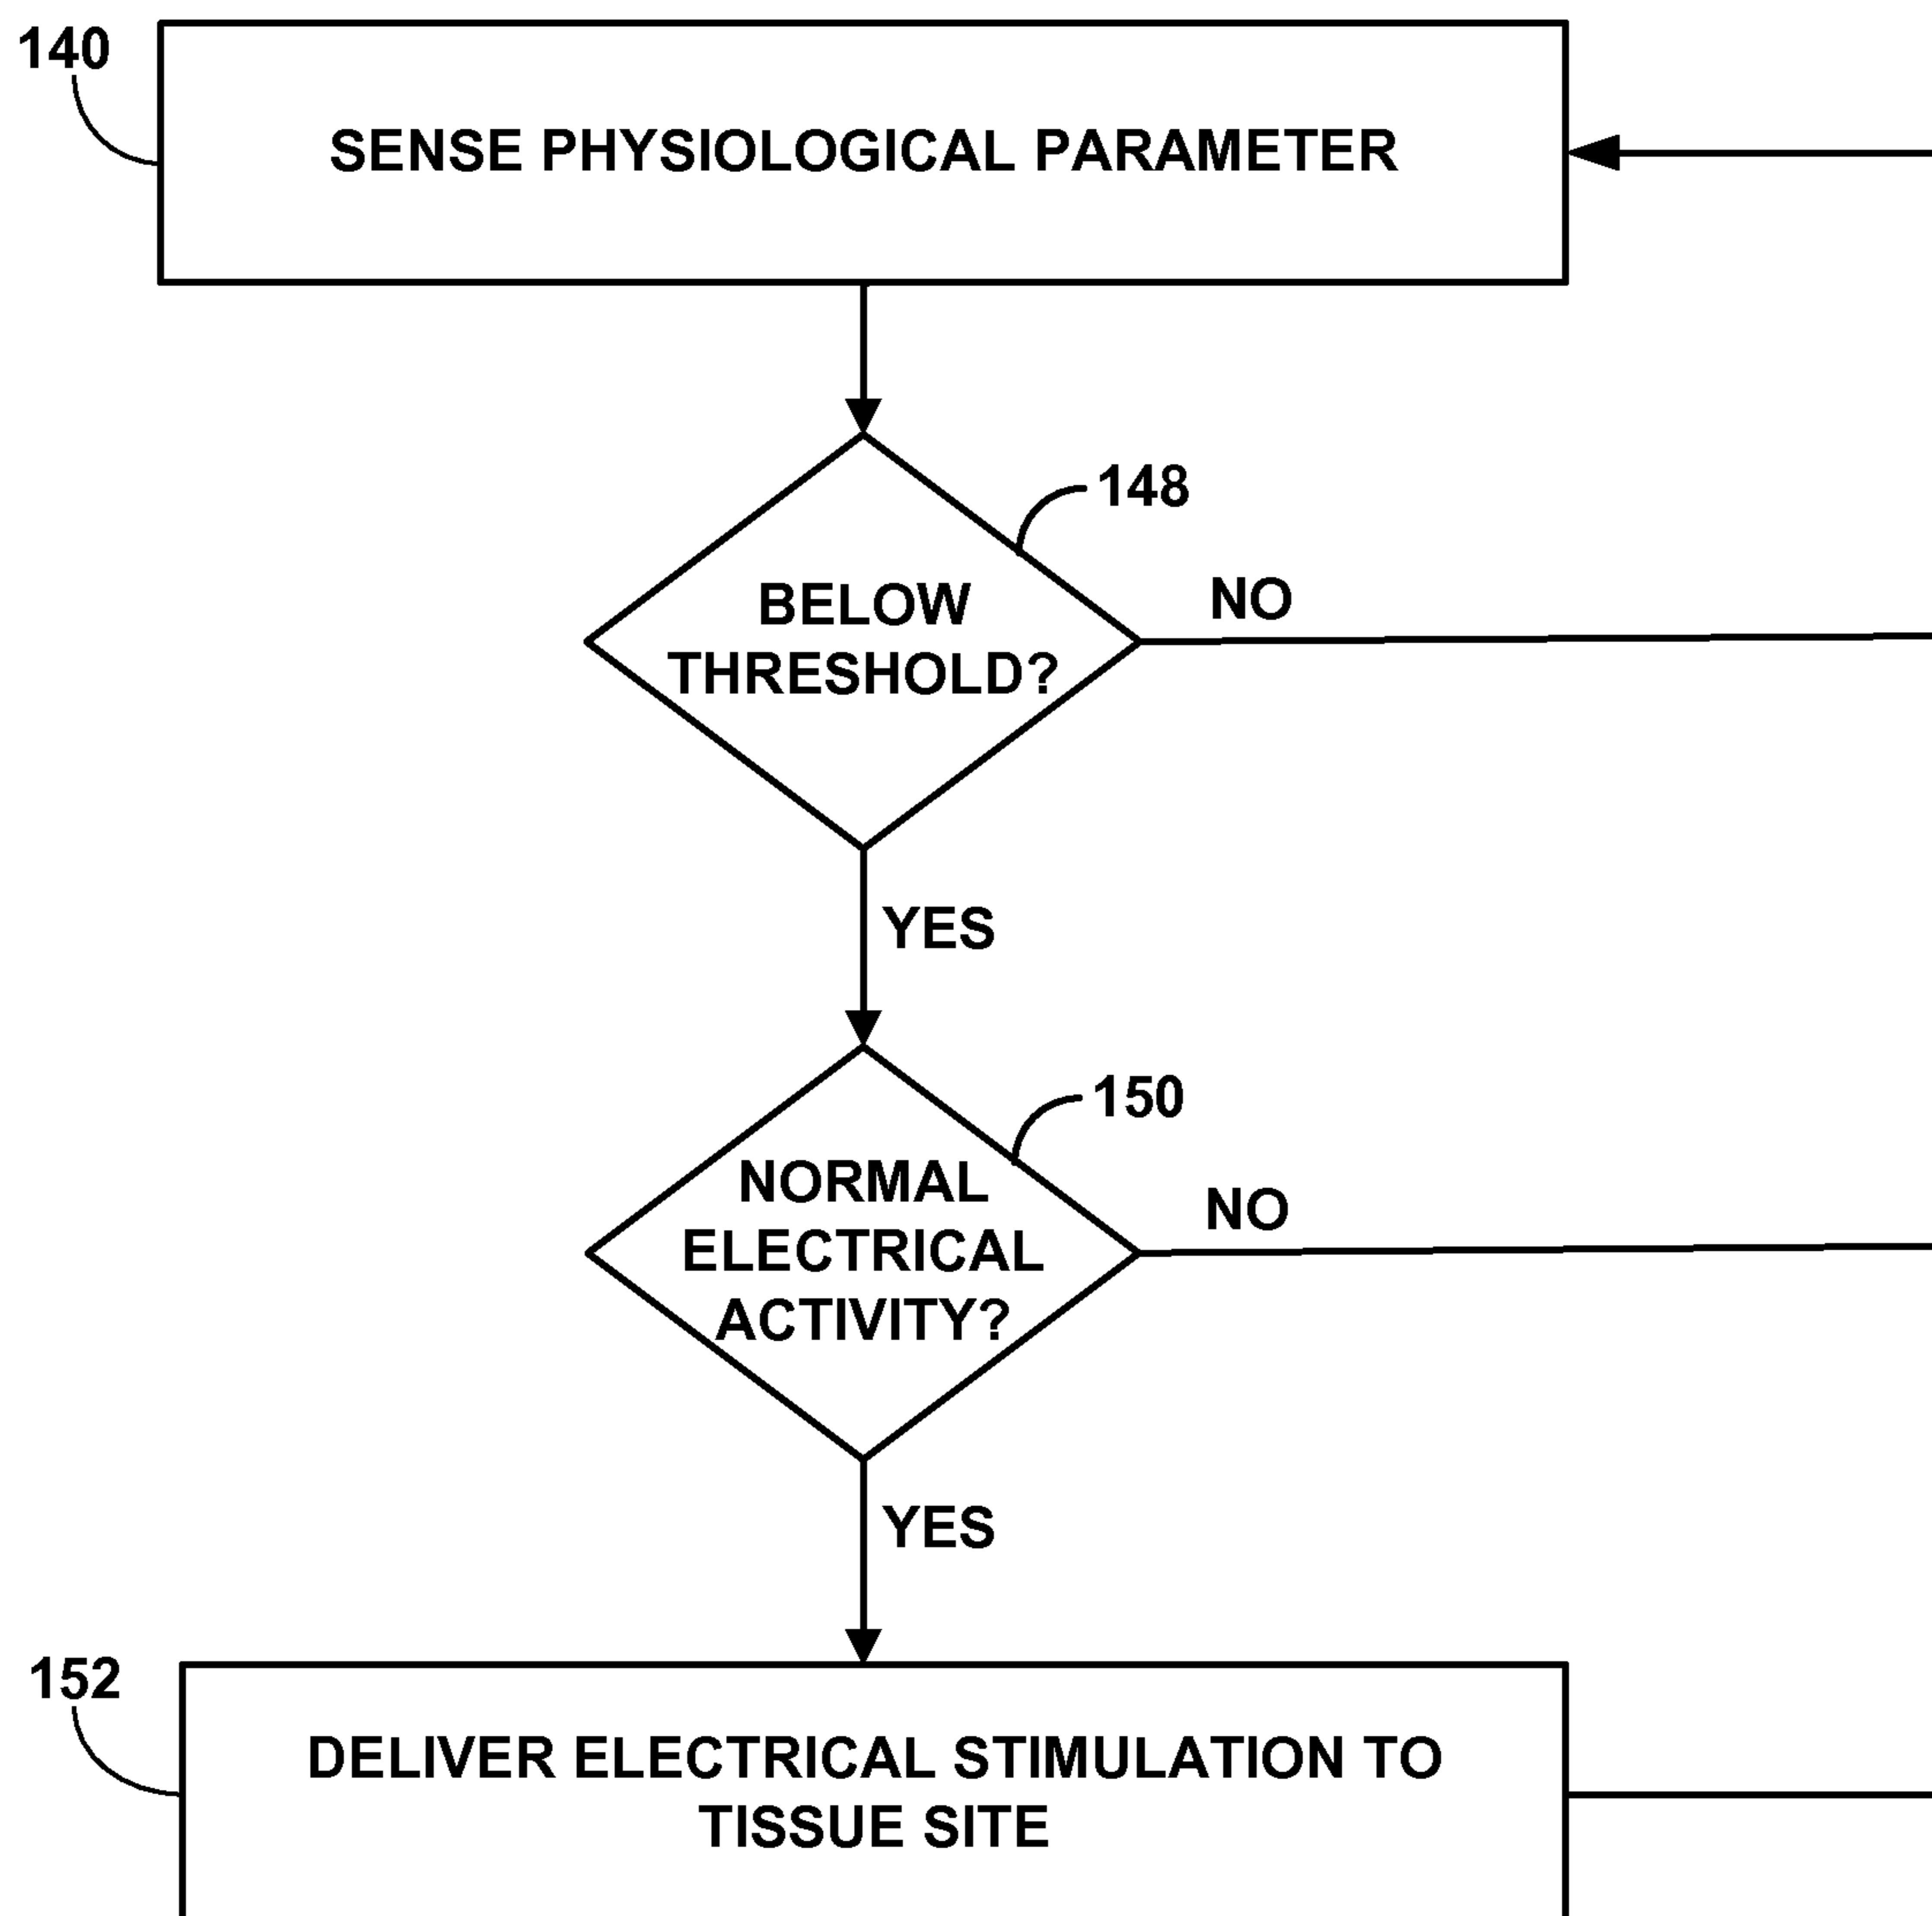 140
SENSE PHYSIOLOGICAL PARAMETER
148
BELOW
THRESHOLD?
NO
YES
150
NORMAL
ELECTRICAL
ACTIVITY?
NO
YES
152
DELIVER ELECTRICAL STIMULATION TO
TISSUE SITE